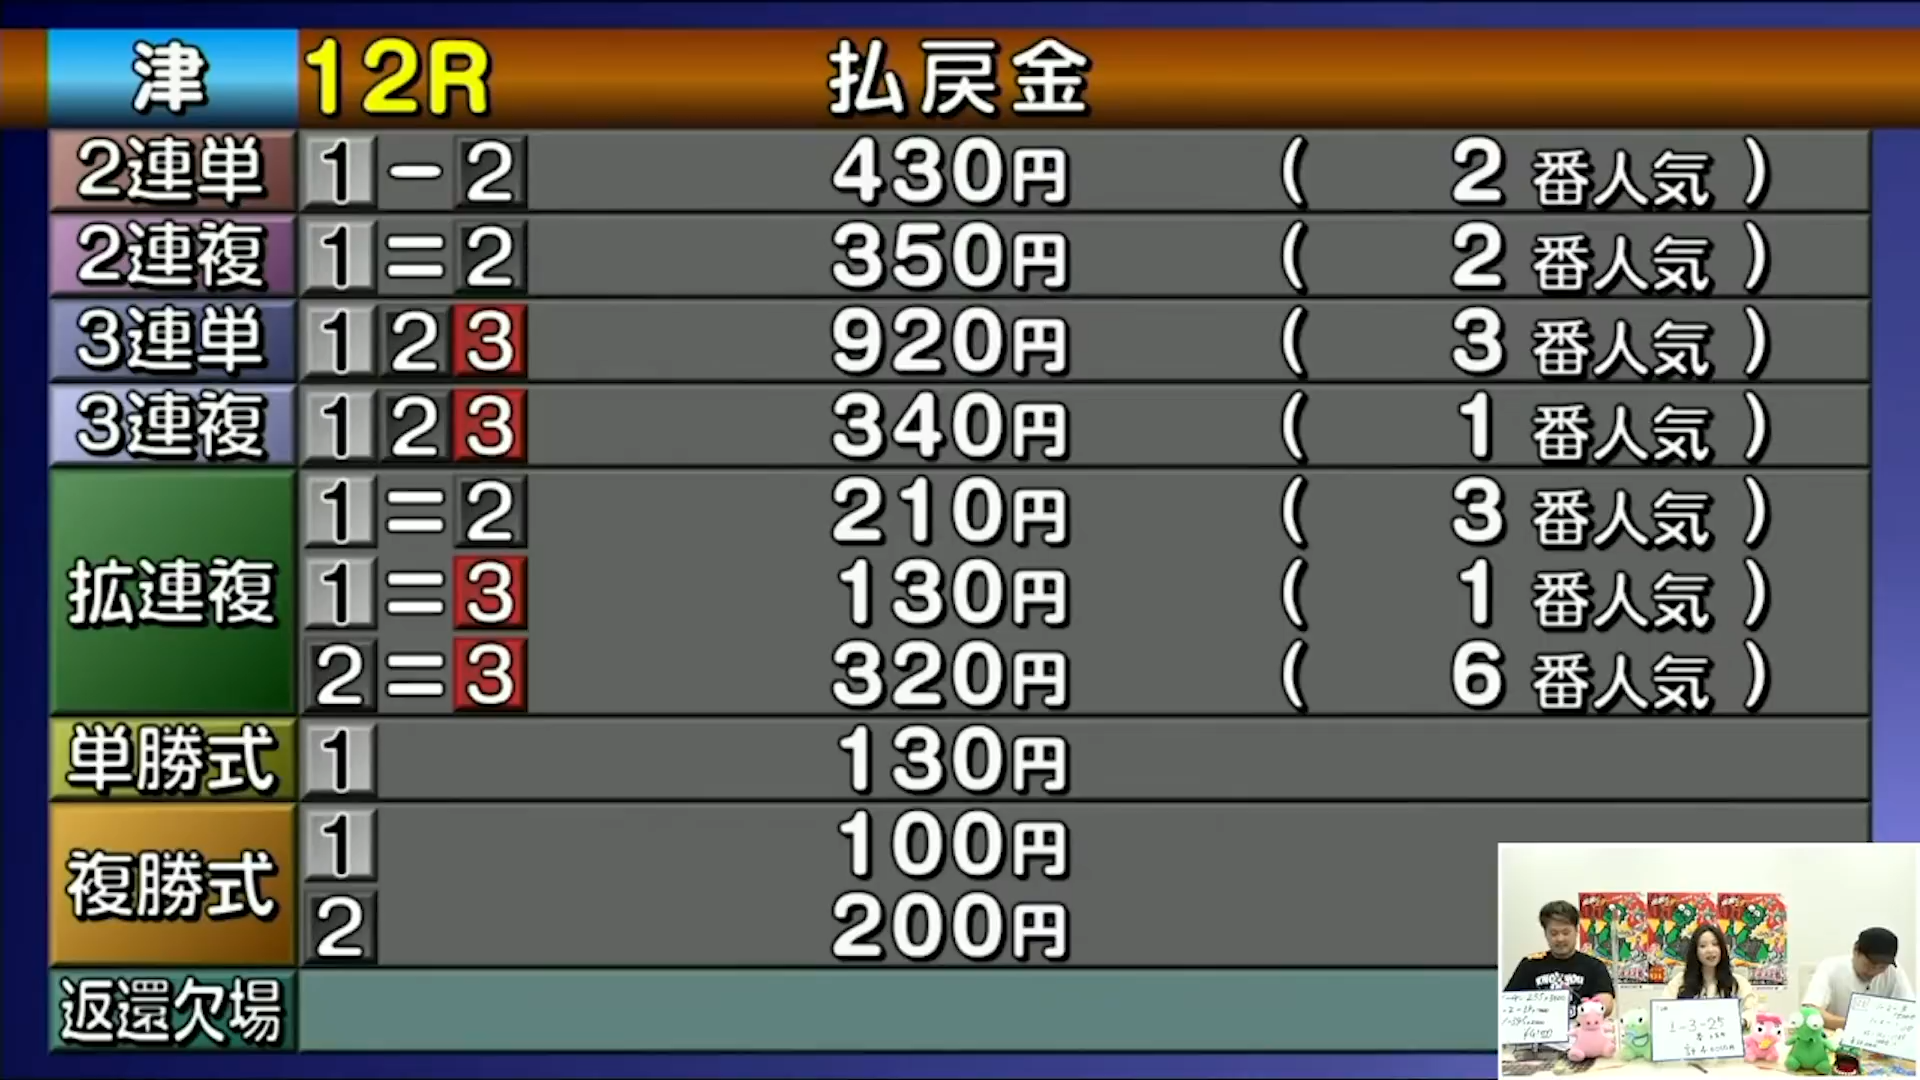 津 12R 払戻金
2連単 1-2 430円 ( 2 番人気 )
2連複 1=2 350円 ( 2 番人気 )
3連単 1 2 3 920円 ( 3 番人気 )
3連複 1 2 3 340円 ( 1 番人気 )
拡連複 1=2 210円 ( 3 番人気 )
1=3 130円 ( 1 番人気 )
2=3 320円 ( 6 番人気 )
単勝式 1 130円
複勝式 1 100円
2 200円
返還欠場
1-3-25